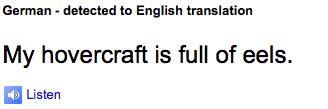 German - detected to English translation
My hovercraft is full of eels.
Listen